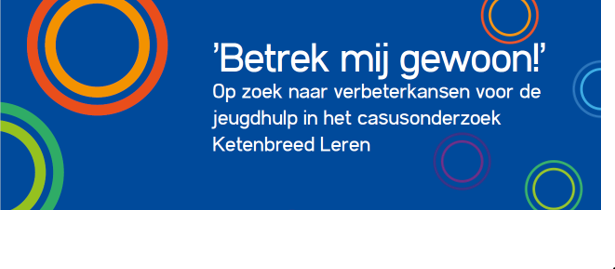 ’Betrek mij gewoon!’
Op zoek naar verbeterkansen voor de
jeugdhulp in het casusonderzoek
Ketenbreed Leren